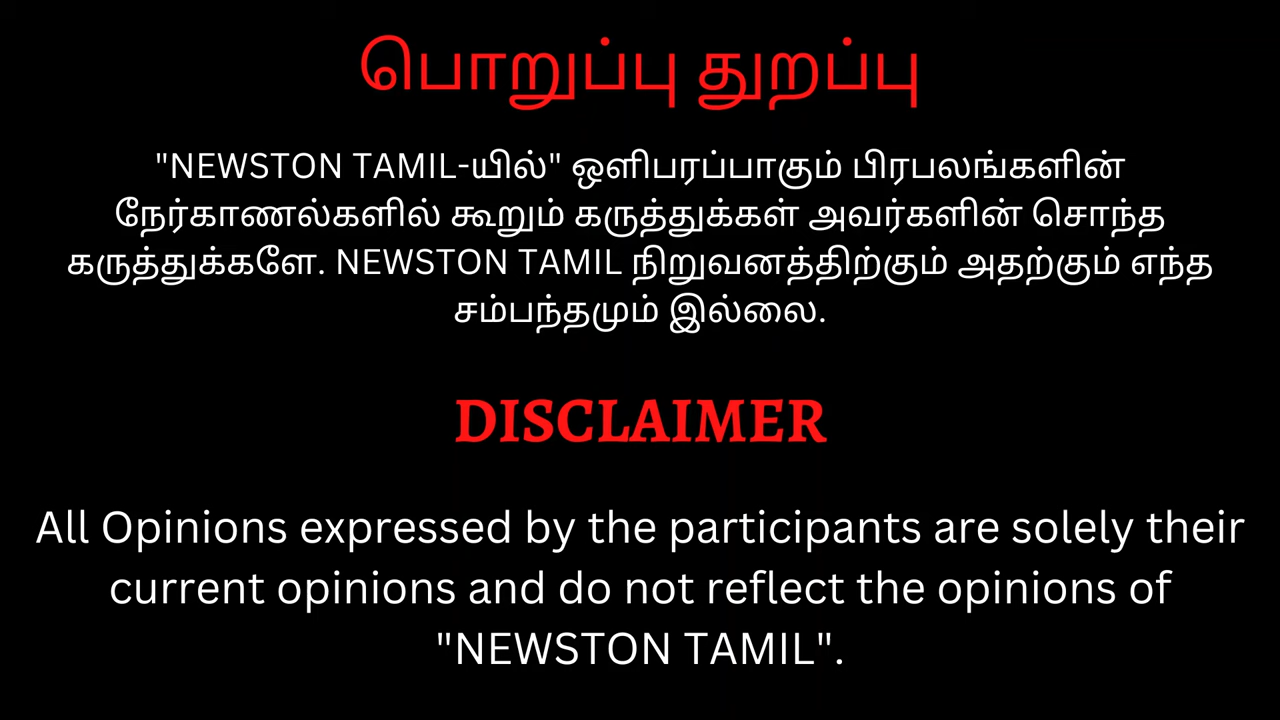 பொறுப்பு துறப்பு
"NEWSTON TAMIL-யில்" ஒளிபரப்பாகும் பிரபலங்களின்
நேர்காணல்களில் கூறும் கருத்துக்கள் அவர்களின் சொந்த
கருத்துக்களே. NEWSTON TAMIL நிறுவனத்திற்கும் அதற்கும் எந்த
சம்பந்தமும் இல்லை.
DISCLAIMER
All Opinions expressed by the participants are solely their
current opinions and do not reflect the opinions of
"NEWSTON TAMIL".